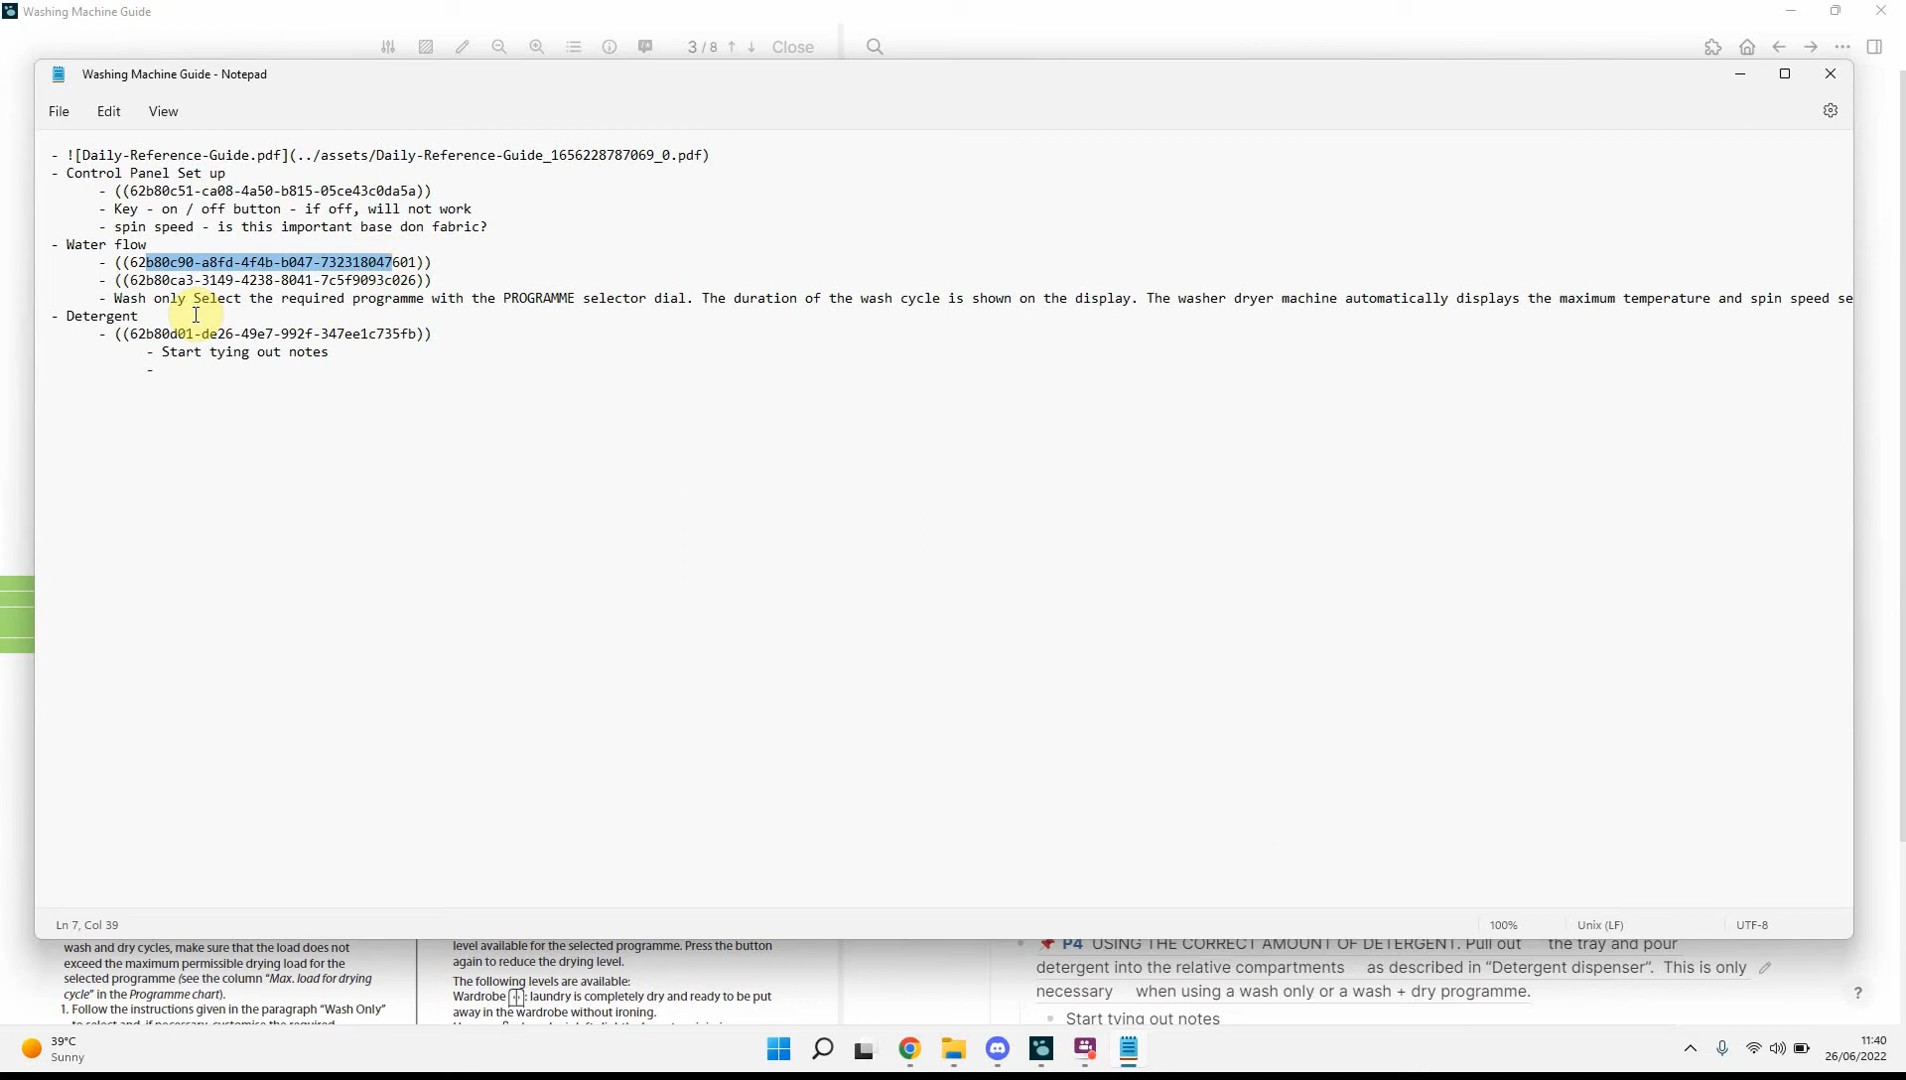 Washing Machine Guide
3 / 8 Close
Washing Machine Guide - Notepad
File Edit View
- ![Daily-Reference-Guide.pdf](../assets/Daily-Reference-Guide_1656228787069_0.pdf)
- Control Panel Set up
- ((62b80c51-ca08-4a50-b815-05ce43c0da5a))
- Key - on / off button - if off, will not work
- spin speed - is this important base don fabric?
- Water flow
- ((62b80c90-a8fd-4f4b-b047-732318047601))
- ((62b80ca3-3149-4238-8041-7c5f9093c026))
- Wash only Select the required programme with the PROGRAMME selector dial. The duration of the wash cycle is shown on the display. The washer dryer machine automatically displays the maximum temperature and spin speed se
- Detergent
- ((62b80d01-de26-49e7-992f-347ee1c735fb))
- Start tying out notes
-
Ln 7, Col 39 100% Unix (LF) UTF-8
wash and dry cycles, make sure that the load does not
exceed the maximum permissible drying load for the
selected programme (see the column "Max. load for drying
cycle" in the Programme chart).
1. Follow the instructions given in the paragraph "Wash Only"
to select and, if necessary, customise the required
level available for the selected programme. Press the button
again to reduce the drying level.
The following levels are available:
Wardrobe : laundry is completely dry and ready to be put
away in the wardrobe without ironing.
P4 USING THE CORRECT AMOUNT OF DETERGENT. Pull out the tray and pour
detergent into the relative compartments as described in “Detergent dispenser”. This is only
necessary when using a wash only or a wash + dry programme.
Start tying out notes
?
39°C
Sunny
11:40
26/06/2022